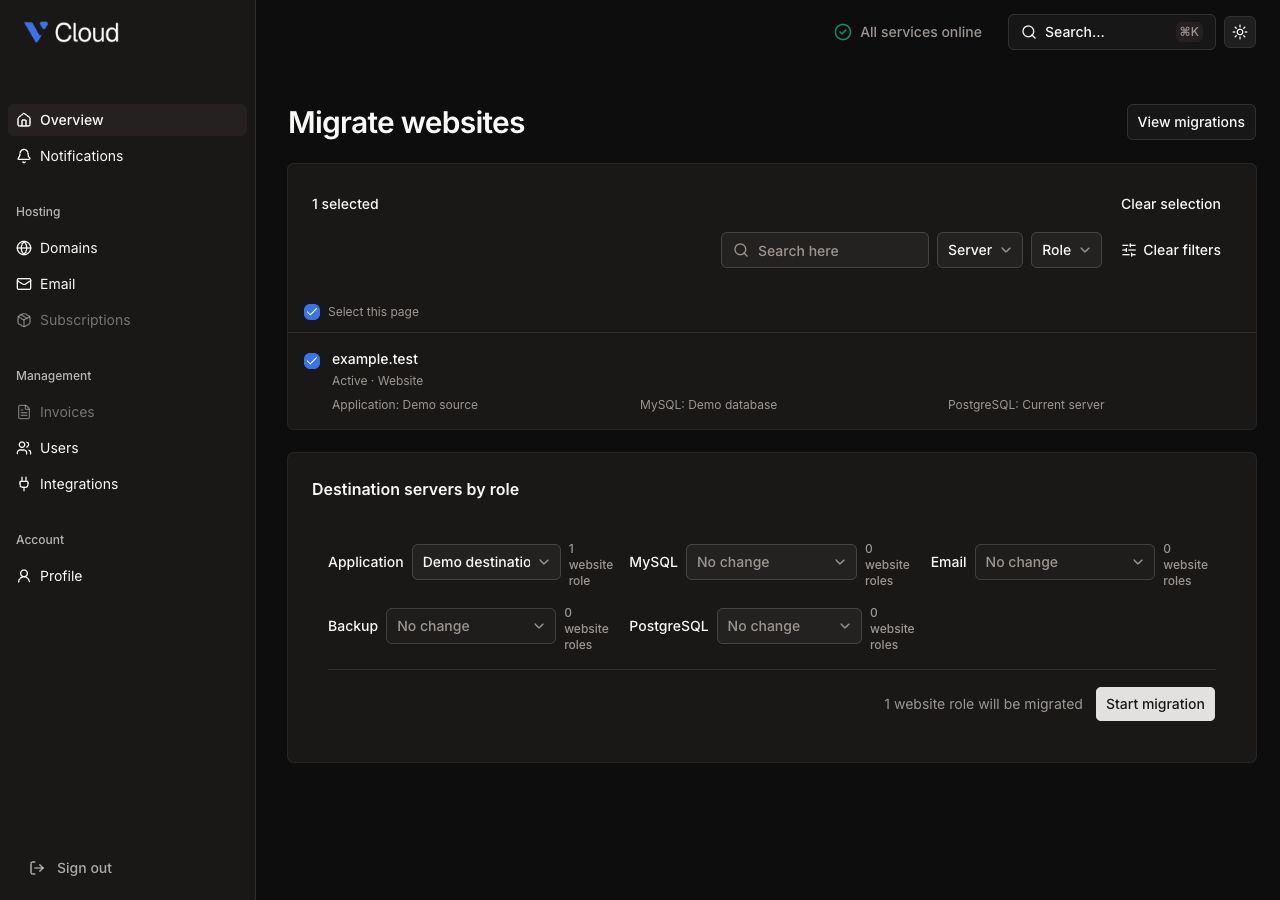 Cloud
All services online
Search...
⌘K
Overview
Notifications
Hosting
Domains
Email
Subscriptions
Management
Invoices
Users
Integrations
Account
Profile
Sign out
Migrate websites
View migrations
1 selected
Clear selection
Search here
Server
Role
Clear filters
Select this page
example.test
Active · Website
Application: Demo source
MySQL: Demo database
PostgreSQL: Current server
Destination servers by role
Application
Demo destinatio
1
website
role
MySQL
No change
0
website
roles
Email
No change
0
website
roles
Backup
No change
0
website
roles
PostgreSQL
No change
0
website
roles
1 website role will be migrated
Start migration